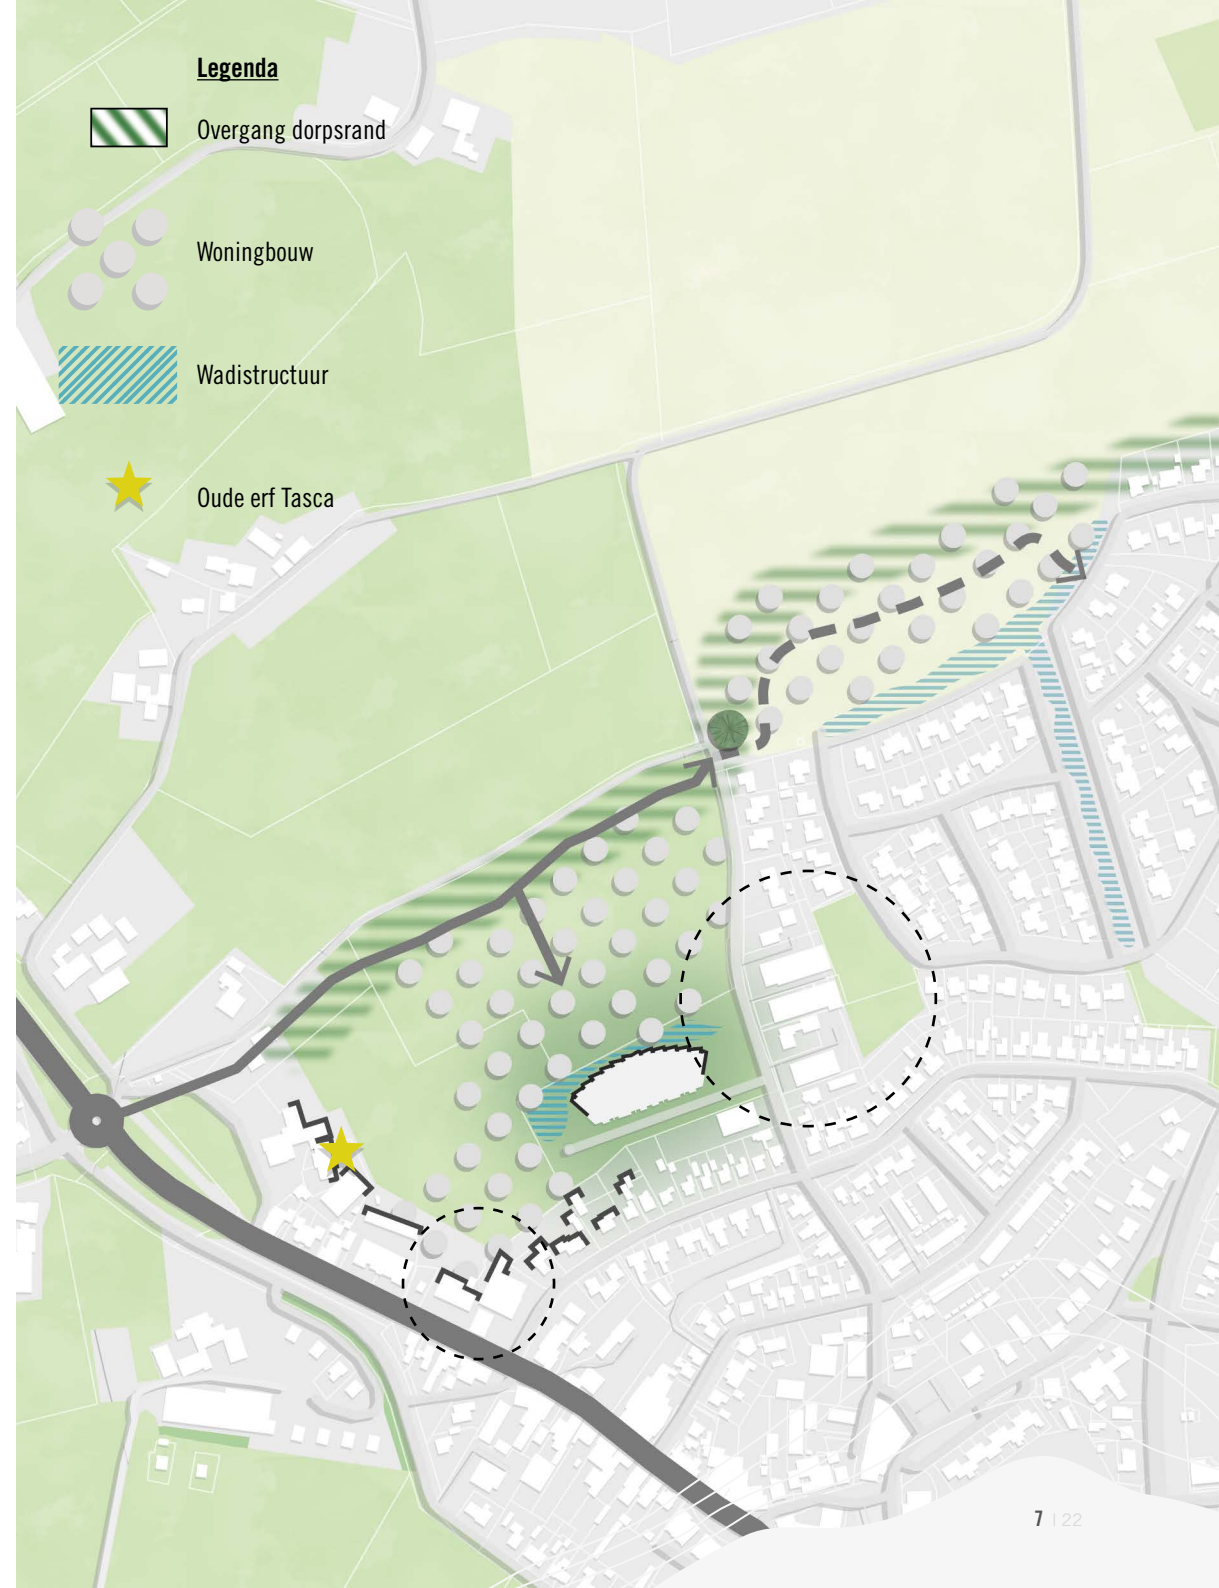 Legenda
Overgang dorpsrand
Woningbouw
Wadistructuur
Oude erf Tasca
7 | 22